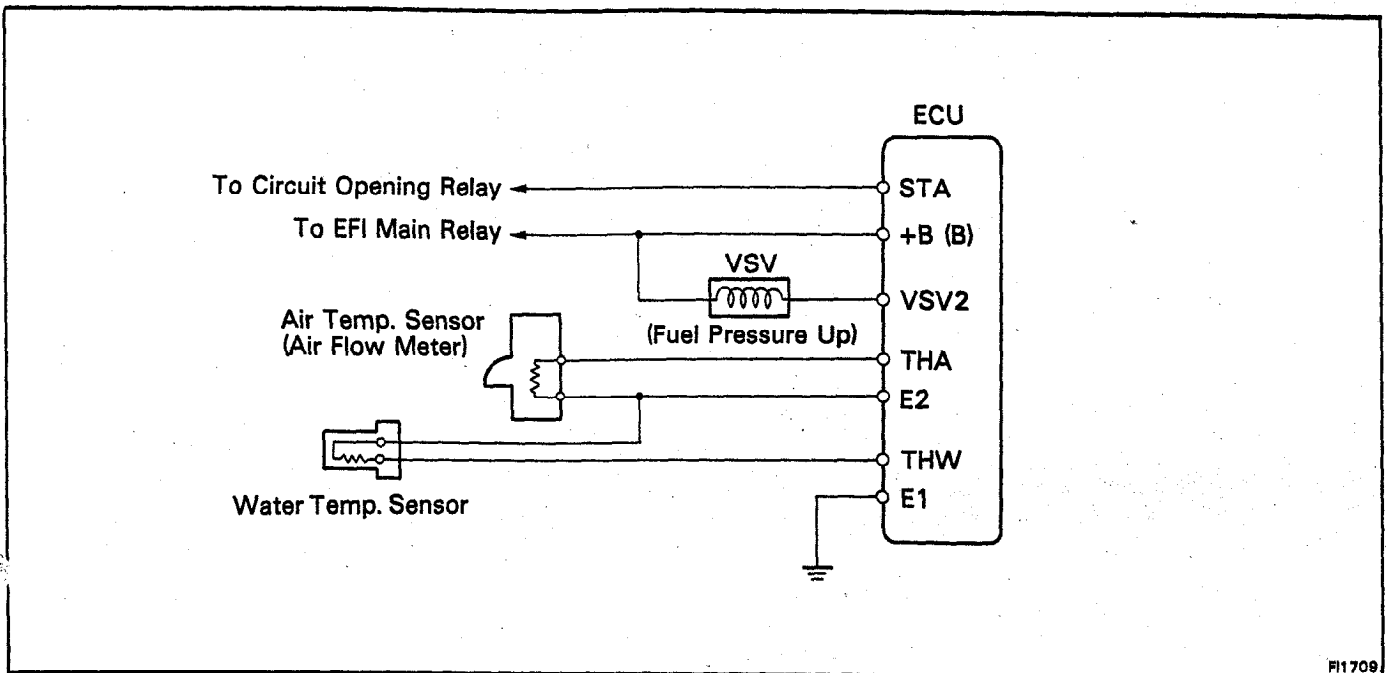 ECU
To Circuit Opening Relay
STA
To EFI Main Relay
+B (B)
VSV
VSV2
(Fuel Pressure Up)
Air Temp. Sensor
(Air Flow Meter)
THA
E2
THW
Water Temp. Sensor
E1
FI1709